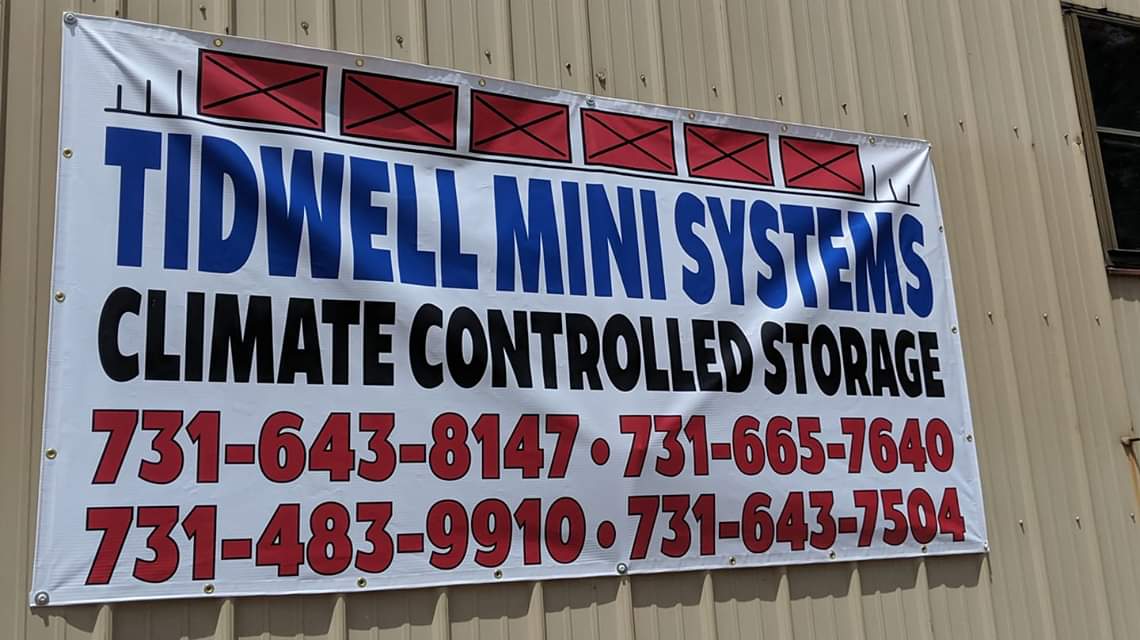 TIDWELL MINI SYSTEMS
CLIMATE CONTROLLED STORAGE
731-643-8147 • 731-665-7640
731-483-9910 • 731-643-7504